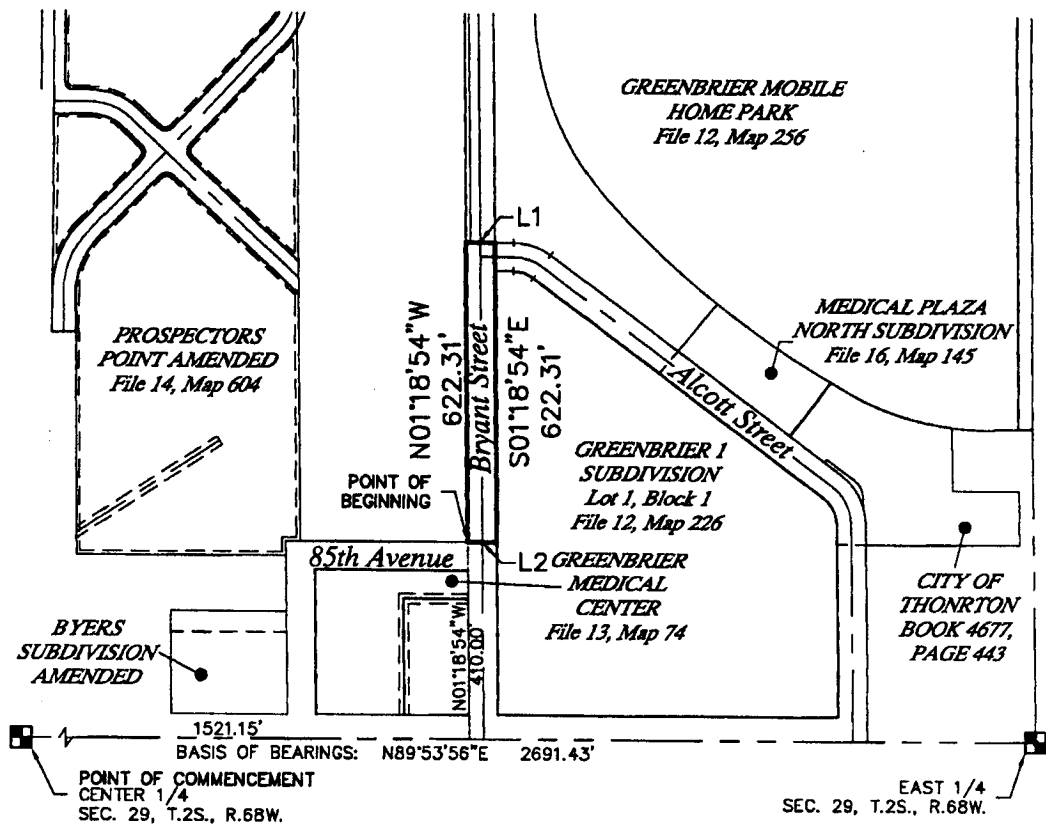 GREENBRIER MOBILE
HOME PARK
File 12, Map 256
L1
PROSPECTORS
POINT AMENDED
File 14, Map 604
N01°18'54"W
622.31'
Bryant Street
S01°18'54"E
622.31'
MEDICAL PLAZA
NORTH SUBDIVISION
File 16, Map 145
Alcott Street
GREENBRIER 1
SUBDIVISION
Lot 1, Block 1
File 12, Map 226
POINT OF
BEGINNING
85th Avenue
L2
GREENBRIER
MEDICAL
CENTER
File 13, Map 74
N01°18'54"W
410.00'
CITY OF
THONRTON
BOOK 4677,
PAGE 443
BYERS
SUBDIVISION
AMENDED
1521.15'
BASIS OF BEARINGS: N89°53'56"E 2691.43'
POINT OF COMMENCEMENT
CENTER 1/4
SEC. 29, T.2S., R.68W.
EAST 1/4
SEC. 29, T.2S., R.68W.